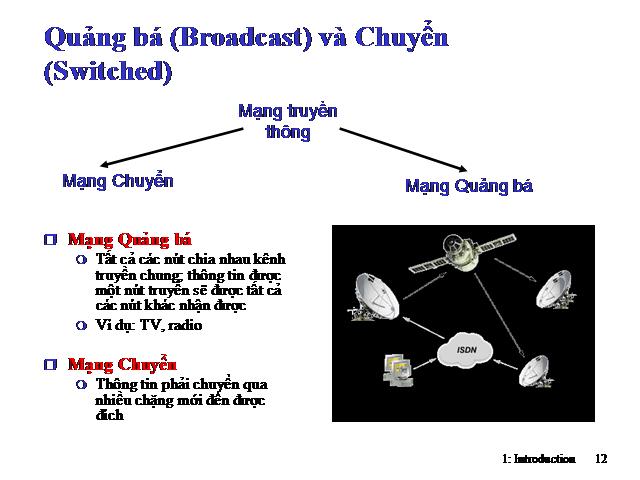 Quảng bá (Broadcast) và Chuyển
(Switched)
Mạng truyền
thông
Mạng Chuyển
Mạng Quảng bá
Mạng Quảng bá
Tất cả các nút chia nhau kênh
truyền chung; thông tin được
một nút truyền sẽ được tất cả
các nút khác nhận được
Ví dụ: TV, radio
Mạng Chuyển
Thông tin phải chuyển qua
nhiều chặng mới đến được
đích
ISDN
1: Introduction 12